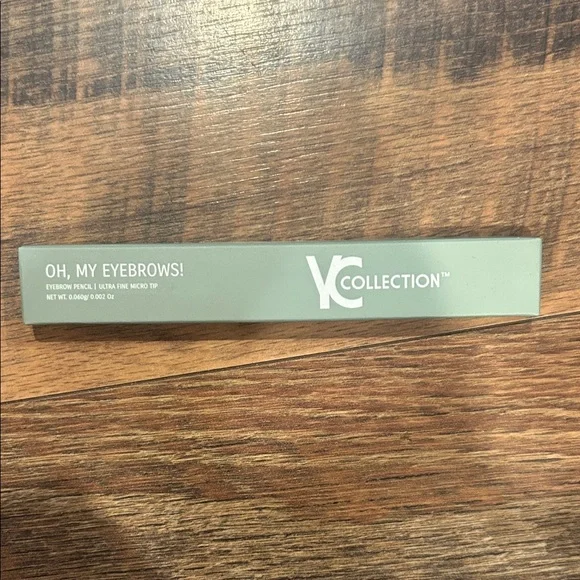 OH, MY EYEBROWS!
EYEBROW PENCIL | ULTRA FINE MICRO TIP
NET WT. 0.060g/ 0.002 Oz
YC COLLECTION™